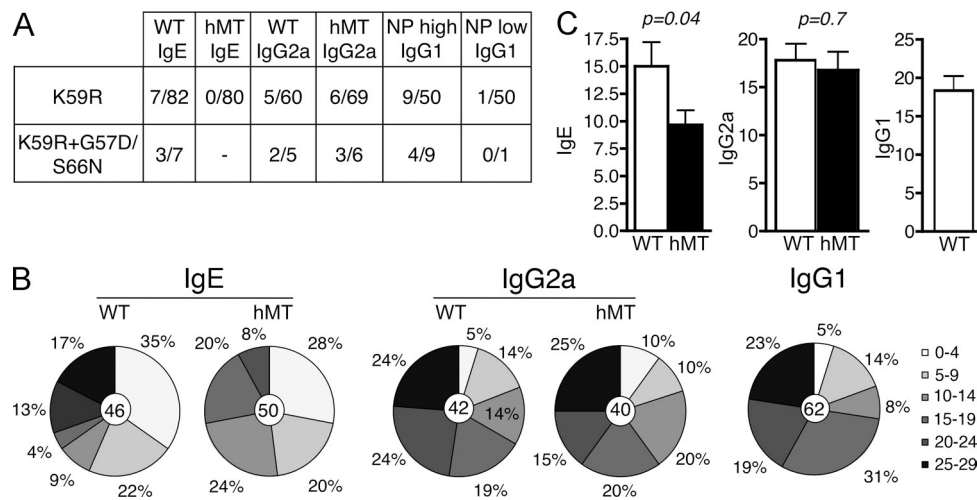 A
WT IgE	hMT IgE	WT IgG2a	hMT IgG2a	NP high IgG1	NP low IgG1
K59R	7/82	0/80	5/60	6/69	9/50	1/50
K59R+G57D/
S66N	3/7	-	2/5	3/6	4/9	0/1
C
p=0.04
17.5
15.0
12.5
10.0
7.5
5.0
2.5
0.0
IgE
WT hMT
p=0.7
20
15
10
5
0
IgG2a
WT hMT
25
20
15
10
5
0
IgG1
WT
B
IgE
WT
35%
22%
9%
4%
13%
17%
46
hMT
28%
20%
24%
20%
8%
50
IgG2a
WT
5%
14%
14%
19%
24%
24%
42
hMT
10%
10%
20%
20%
15%
25%
40
IgG1
5%
14%
8%
31%
19%
23%
62
0-4
5-9
10-14
15-19
20-24
25-29